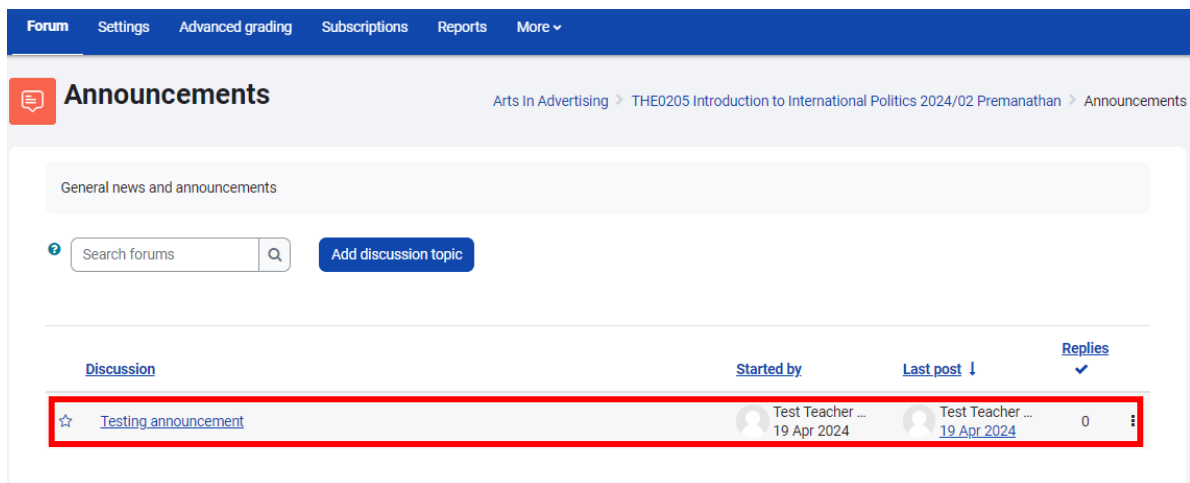 Forum Settings Advanced grading Subscriptions Reports More
Announcements
Arts In Advertising > THE0205 Introduction to International Politics 2024/02 Premanathan > Announcements
General news and announcements
Search forums
Add discussion topic
Discussion Started by Last post ↓ Replies
Testing announcement Test Teacher ... Test Teacher ... 0
19 Apr 2024 19 Apr 2024